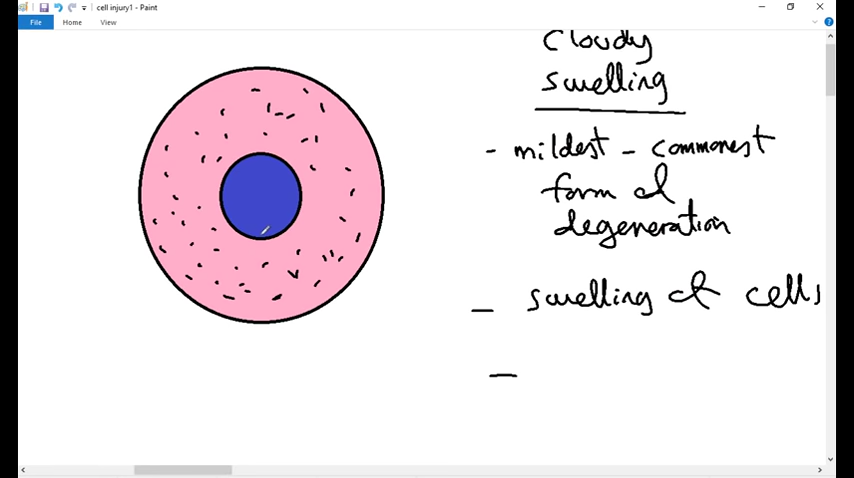 cell injury1 - Paint
File Home View
cloudy
swelling
- mildest - commonest
form of
degeneration
- swelling of cells
-